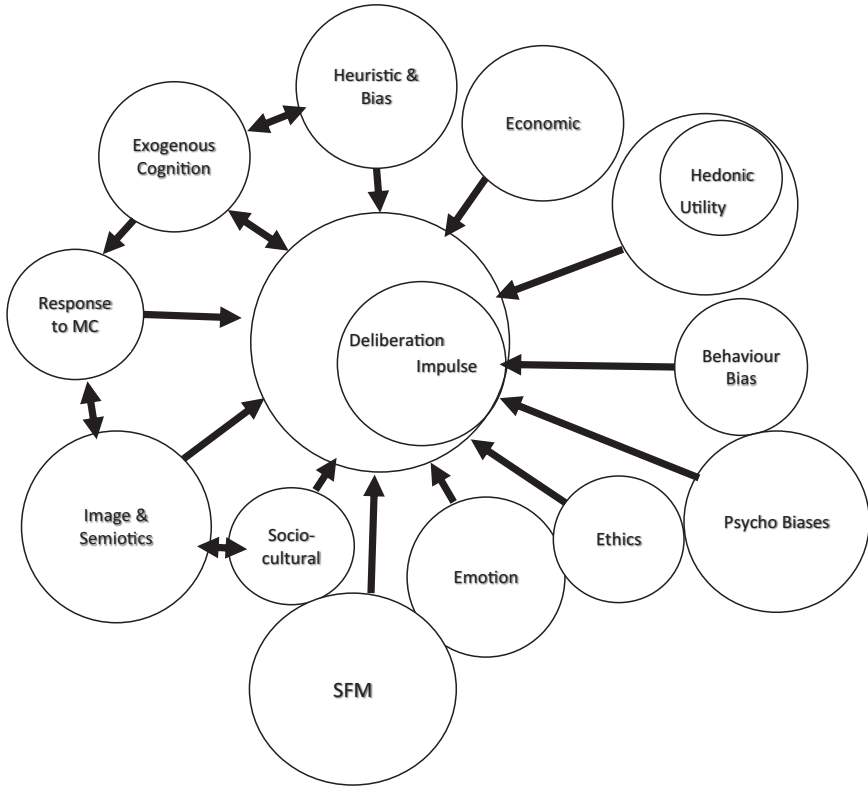 Heuristic &
Bias
Economic
Exogenous
Cognition
Hedonic
Utility
Response
to MC
Deliberation
Impulse
Behaviour
Bias
Image &
Semiotics
Socio-
cultural
Ethics
Psycho Biases
Emotion
SFM